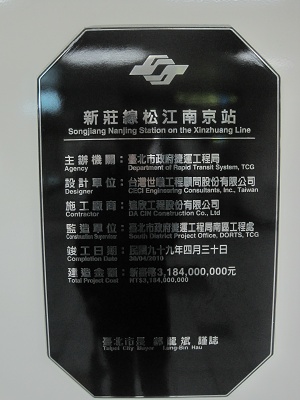 新莊線松江南京站
Songjiang Nanjing Station on the Xinzhuang Line
主辦機關：臺北市政府捷運工程局
Agency Department of Rapid Transit System, TCG
設計單位：台灣世曦工程顧問股份有限公司
Designer CECI Engineering Consultants, Inc., Taiwan
施工廠商：達欣工程股份有限公司
Contractor DA CIN Construction Co., Ltd
監造單位：臺北市政府捷運工程局南區工程處
Construction Supervisor South District Project Office, DORTS, TCG
竣工日期：民國九十九年四月三十日
Completion Date 30/04/2010
建造金額：新臺幣3,184,000,000元
Total Project Cost NT$3,184,000,000
臺北市長 郝龍斌 謹誌
Taipei City Mayor Lung-Bin Hau